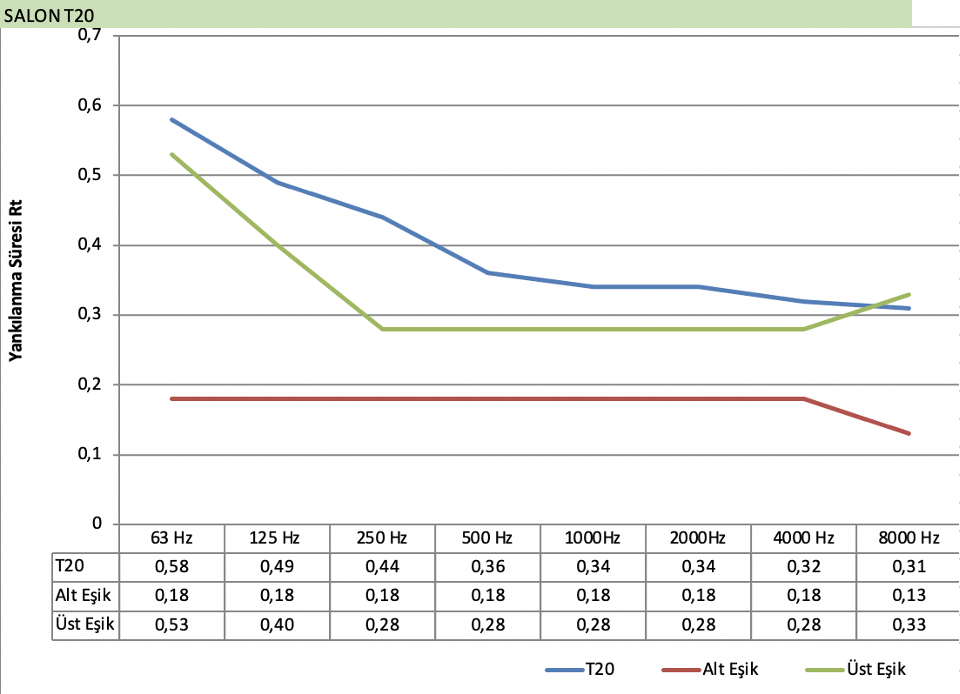 SALON T20
0,7
0,6
0,5
0,4
0,3
0,2
0,1
0
Yankılanma Süresi Rt
63 Hz 125 Hz 250 Hz 500 Hz 1000Hz 2000Hz 4000 Hz 8000 Hz
T20 0,58 0,49 0,44 0,36 0,34 0,34 0,32 0,31
Alt Eşik 0,18 0,18 0,18 0,18 0,18 0,18 0,18 0,13
Üst Eşik 0,53 0,40 0,28 0,28 0,28 0,28 0,28 0,33
T20 Alt Eşik Üst Eşik